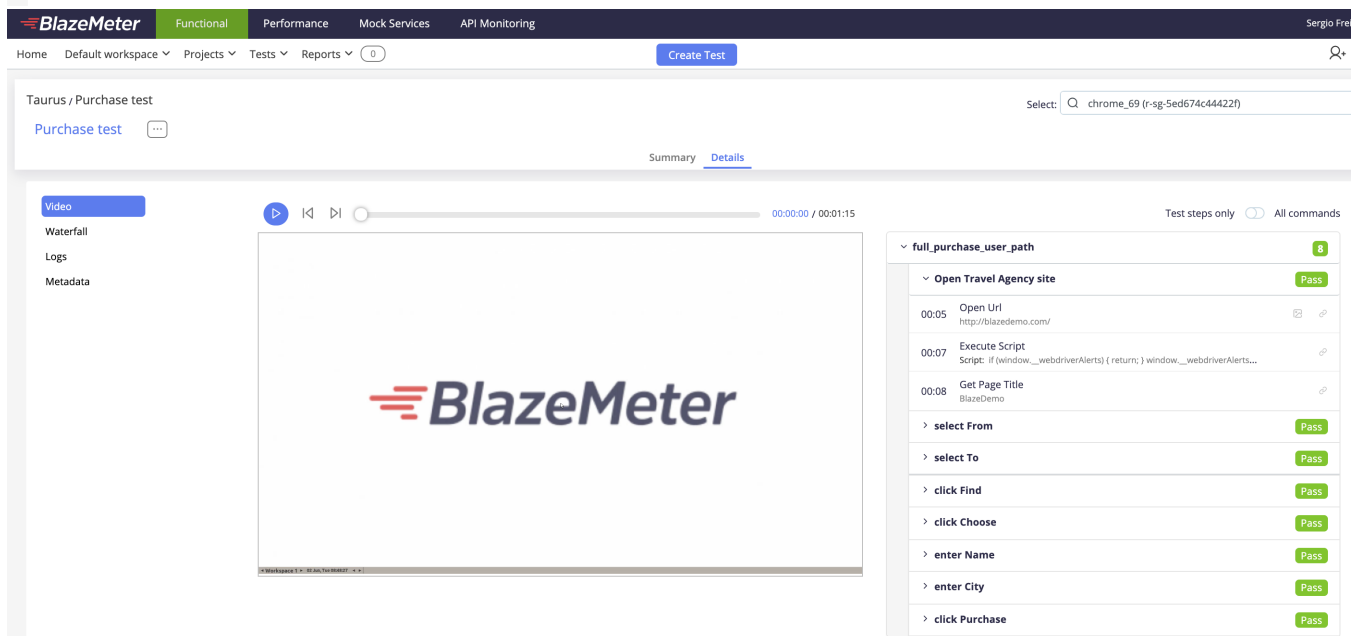 BlazeMeter Functional Performance Mock Services API Monitoring Sergio Frei
Home Default workspace Projects Tests Reports 0 Create Test
Taurus / Purchase test
Select: chrome_69 (r-sg-5ed674c44422f)
Purchase test ...
Summary Details
Video
Waterfall
Logs
Metadata
00:00:00 / 00:01:15
BlazeMeter
Test steps only All commands
full_purchase_user_path 8
Open Travel Agency site Pass
00:05 Open Url
http://blazedemo.com/
00:07 Execute Script
Script: if (window.__webdriverAlerts) { return; } window.__webdriverAlerts...
00:08 Get Page Title
BlazeDemo
select From Pass
select To Pass
click Find Pass
click Choose Pass
enter Name Pass
enter City Pass
click Purchase Pass